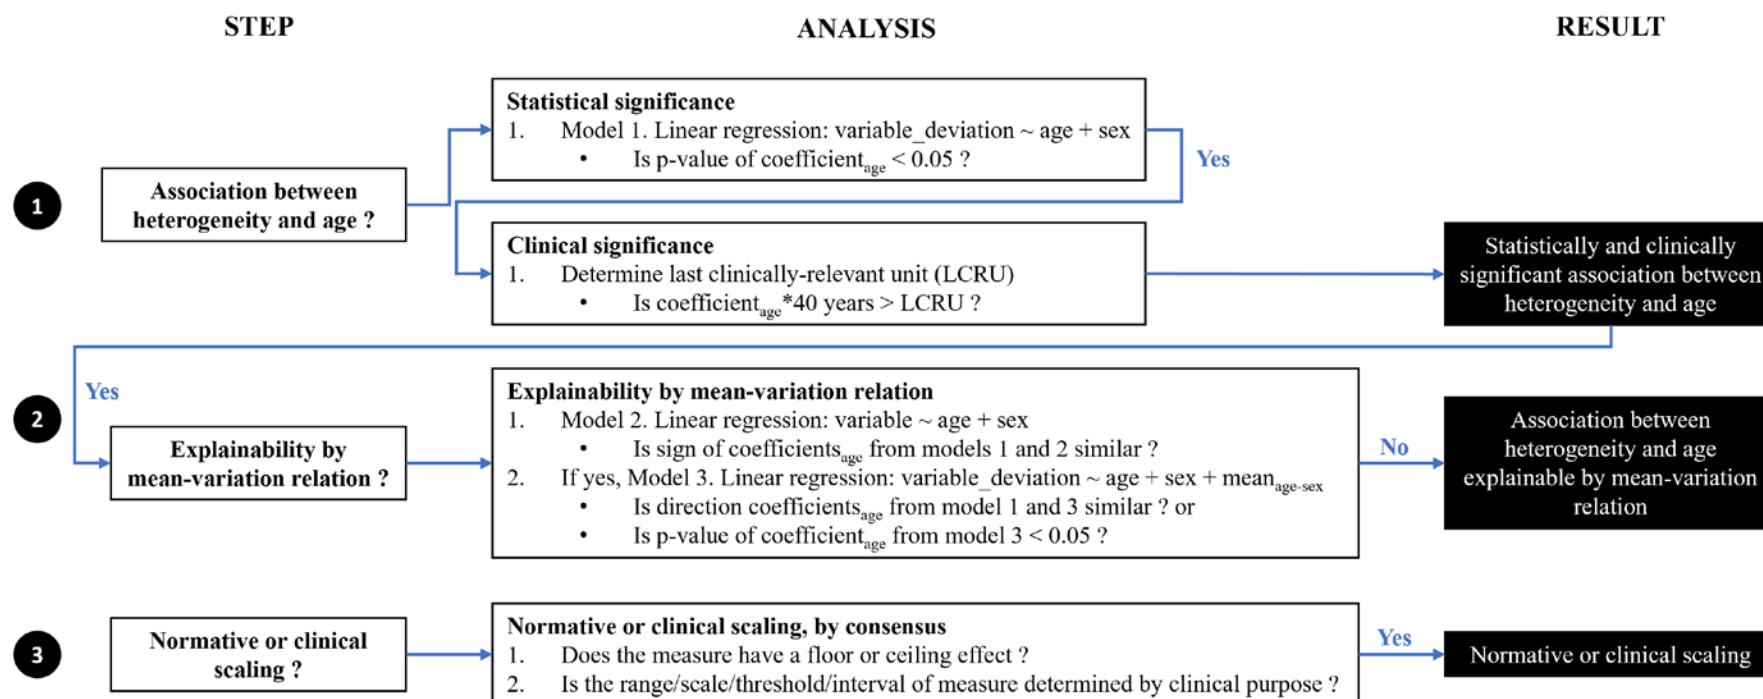 STEP
ANALYSIS
RESULT
1
Association between
heterogeneity and age ?
Statistical significance
1. Model 1. Linear regression: variable_deviation ~ age + sex
• Is p-value of coefficient_age < 0.05 ?
Yes
Clinical significance
1. Determine last clinically-relevant unit (LCRU)
• Is coefficient_age*40 years > LCRU ?
Statistically and clinically
significant association between
heterogeneity and age
Yes
2
Explainability by
mean-variation relation ?
Explainability by mean-variation relation
1. Model 2. Linear regression: variable ~ age + sex
• Is sign of coefficients_age from models 1 and 2 similar ?
2. If yes, Model 3. Linear regression: variable_deviation ~ age + sex + mean_age-sex
• Is direction coefficients_age from model 1 and 3 similar ? or
• Is p-value of coefficient_age from model 3 < 0.05 ?
No
Association between
heterogeneity and age
explainable by mean-variation
relation
3
Normative or clinical
scaling ?
Normative or clinical scaling, by consensus
1. Does the measure have a floor or ceiling effect ?
2. Is the range/scale/threshold/interval of measure determined by clinical purpose ?
Yes
Normative or clinical scaling